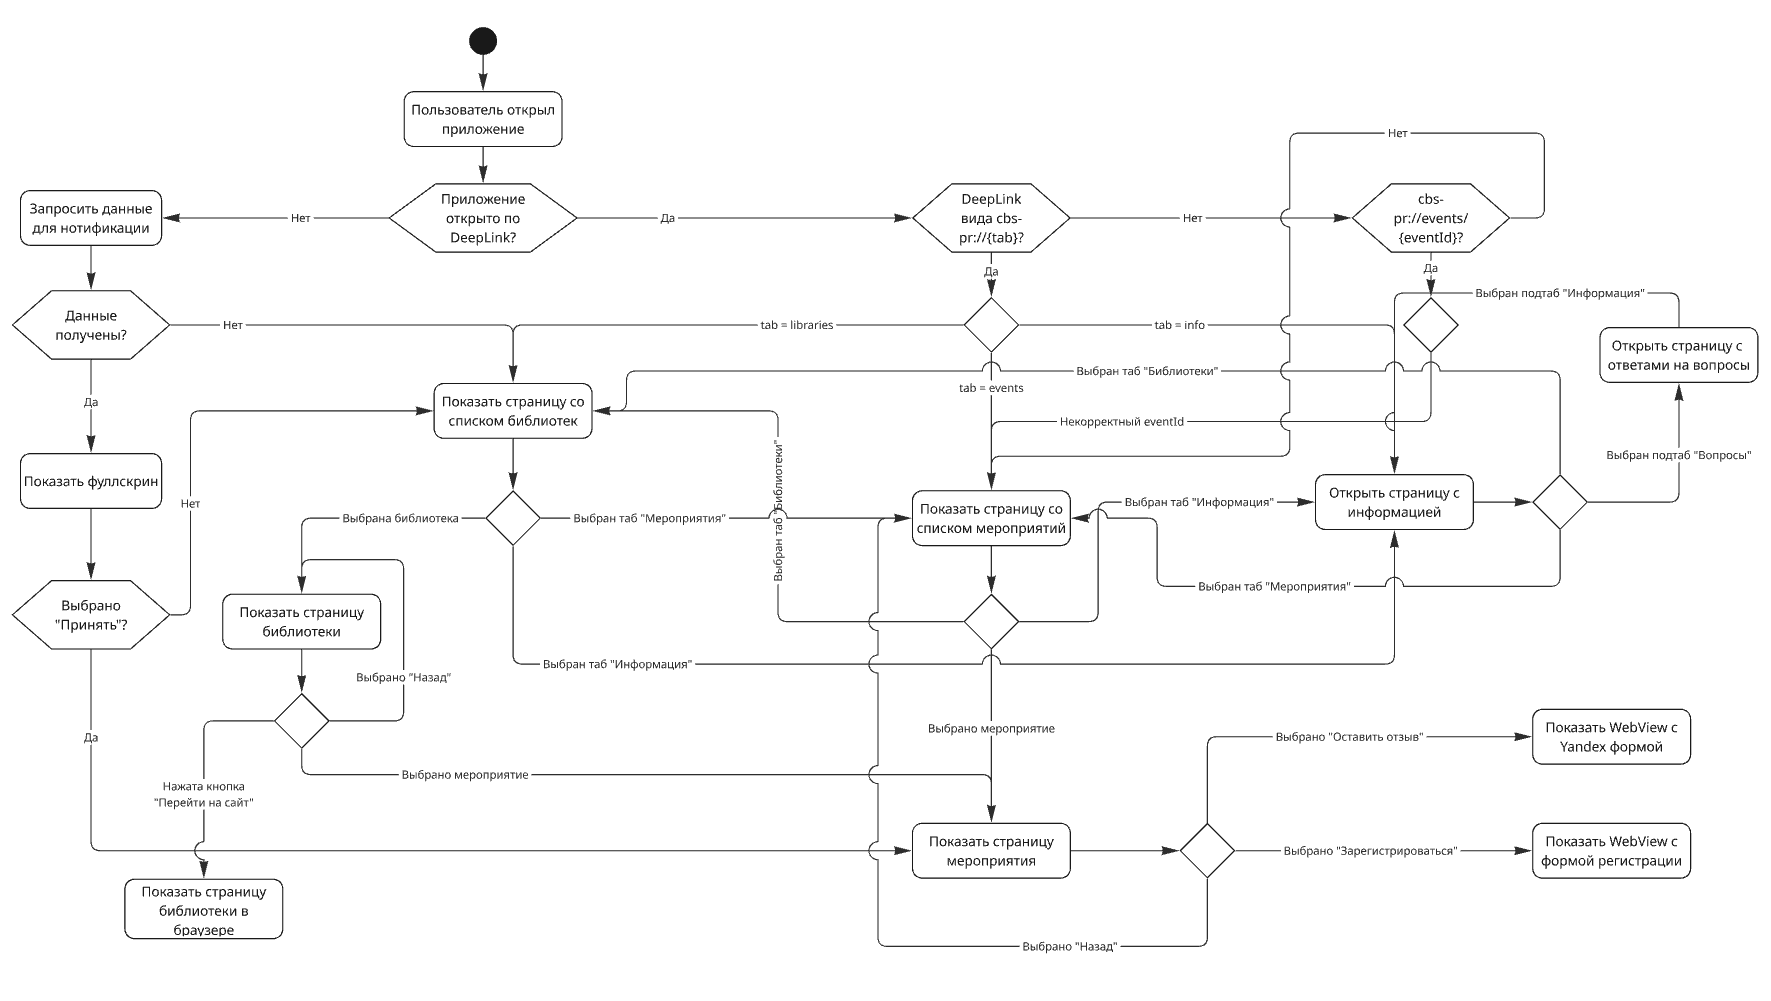 Пользователь открыл
приложение
Нет
Запросить данные
для нотификации
Нет
Приложение
открыто по
DeepLink?
Да
DeepLink
вида cbs-
pr://{tab}?
Нет
cbs-
pr://events/
{eventId}?
Да
Да
Выбран подтаб "Информация"
Данные
получены?
Нет
tab = libraries
tab = info
Открыть страницу с
ответами на вопросы
Выбран таб "Библиотеки"
tab = events
Да
Показать страницу со
списком библиотек
Некорректный eventId
Выбран подтаб "Вопросы"
Показать фуллскрин
Нет
Выбран таб "Библиотеки"
Выбрана библиотека
Выбран таб "Мероприятия"
Показать страницу со
списком мероприятий
Выбран таб "Информация"
Открыть страницу с
информацией
Выбран таб "Мероприятия"
Выбрано
"Принять"?
Показать страницу
библиотеки
Выбран таб "Информация"
Выбрано "Назад"
Да
Выбрано мероприятие
Выбрано "Оставить отзыв"
Показать WebView с
Yandex формой
Выбрано мероприятие
Нажата кнопка
"Перейти на сайт"
Показать страницу
мероприятия
Выбрано "Зарегистрироваться"
Показать WebView с
формой регистрации
Показать страницу
библиотеки в
браузере
Выбрано "Назад"